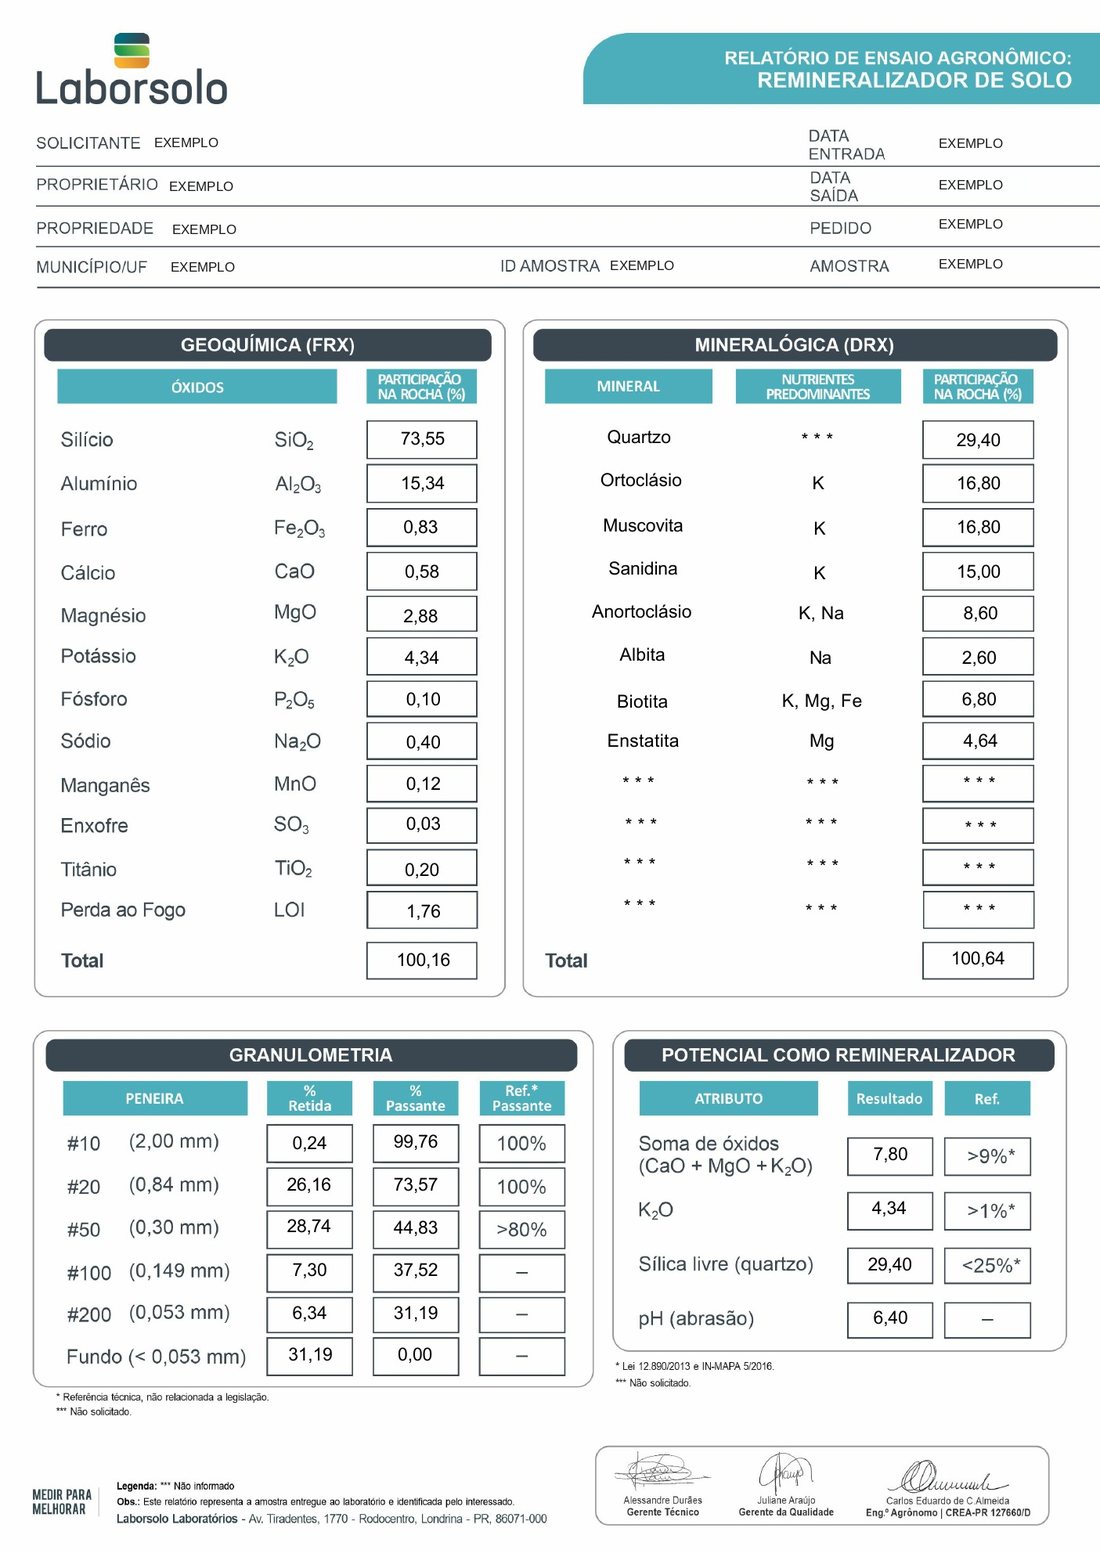 Laborsolo
RELATÓRIO DE ENSAIO AGRONÔMICO:
REMINERALIZADOR DE SOLO
SOLICITANTE EXEMPLO DATA ENTRADA EXEMPLO
PROPRIETÁRIO EXEMPLO DATA SAÍDA EXEMPLO
PROPRIEDADE EXEMPLO PEDIDO EXEMPLO
MUNICÍPIO/UF EXEMPLO ID AMOSTRA EXEMPLO AMOSTRA EXEMPLO
GEOQUÍMICA (FRX)
ÓXIDOS PARTICIPAÇÃO NA ROCHA (%)
Silício SiO₂ 73,55
Alumínio Al₂O₃ 15,34
Ferro Fe₂O₃ 0,83
Cálcio CaO 0,58
Magnésio MgO 2,88
Potássio K₂O 4,34
Fósforo P₂O₅ 0,10
Sódio Na₂O 0,40
Manganês MnO 0,12
Enxofre SO₃ 0,03
Titânio TiO₂ 0,20
Perda ao Fogo LOI 1,76
Total 100,16
MINERALÓGICA (DRX)
MINERAL NUTRIENTES PREDOMINANTES PARTICIPAÇÃO NA ROCHA (%)
Quartzo * * * 29,40
Ortoclásio K 16,80
Muscovita K 16,80
Sanidina K 15,00
Anortoclásio K, Na 8,60
Albita Na 2,60
Biotita K, Mg, Fe 6,80
Enstatita Mg 4,64
* * * * * * * * *
* * * * * * * * *
* * * * * * * * *
* * * * * * * * *
Total 100,64
GRANULOMETRIA
PENEIRA % Retida % Passante Ref.* Passante
#10 (2,00 mm) 0,24 99,76 100%
#20 (0,84 mm) 26,16 73,57 100%
#50 (0,30 mm) 28,74 44,83 >80%
#100 (0,149 mm) 7,30 37,52 –
#200 (0,053 mm) 6,34 31,19 –
Fundo (< 0,053 mm) 31,19 0,00 –
* Referência técnica, não relacionada a legislação.
*** Não solicitado.
POTENCIAL COMO REMINERALIZADOR
ATRIBUTO Resultado Ref.
Soma de óxidos
(CaO + MgO + K₂O) 7,80 >9%*
K₂O 4,34 >1%*
Sílica livre (quartzo) 29,40 <25%*
pH (abrasão) 6,40 –
* Lei 12.890/2013 e IN-MAPA 5/2016.
*** Não solicitado.
MEDIR PARA
MELHORAR
Legenda: *** Não informado
Obs.: Este relatório representa a amostra entregue ao laboratório e identificada pelo interessado.
Laborsolo Laboratórios - Av. Tiradentes, 1770 - Rodocentro, Londrina - PR, 86071-000
Alessandre Durães
Gerente Técnico
Juliane Araújo
Gerente da Qualidade
Carlos Eduardo de C.Almeida
Eng.º Agrônomo | CREA-PR 127660/D